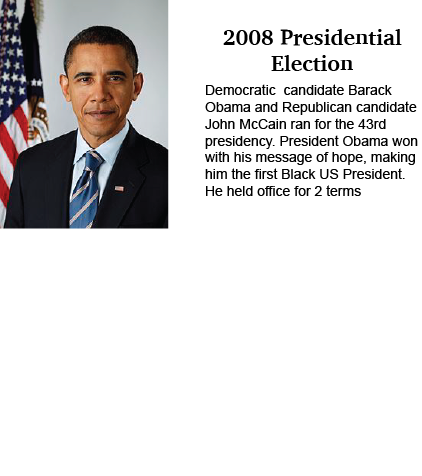 2008 Presidential
Election
Democratic  candidate Barack
Obama and Republican candidate
John McCain ran for the 43rd
presidency. President Obama won
with his message of hope, making
him the first Black US President.
He held office for 2 terms